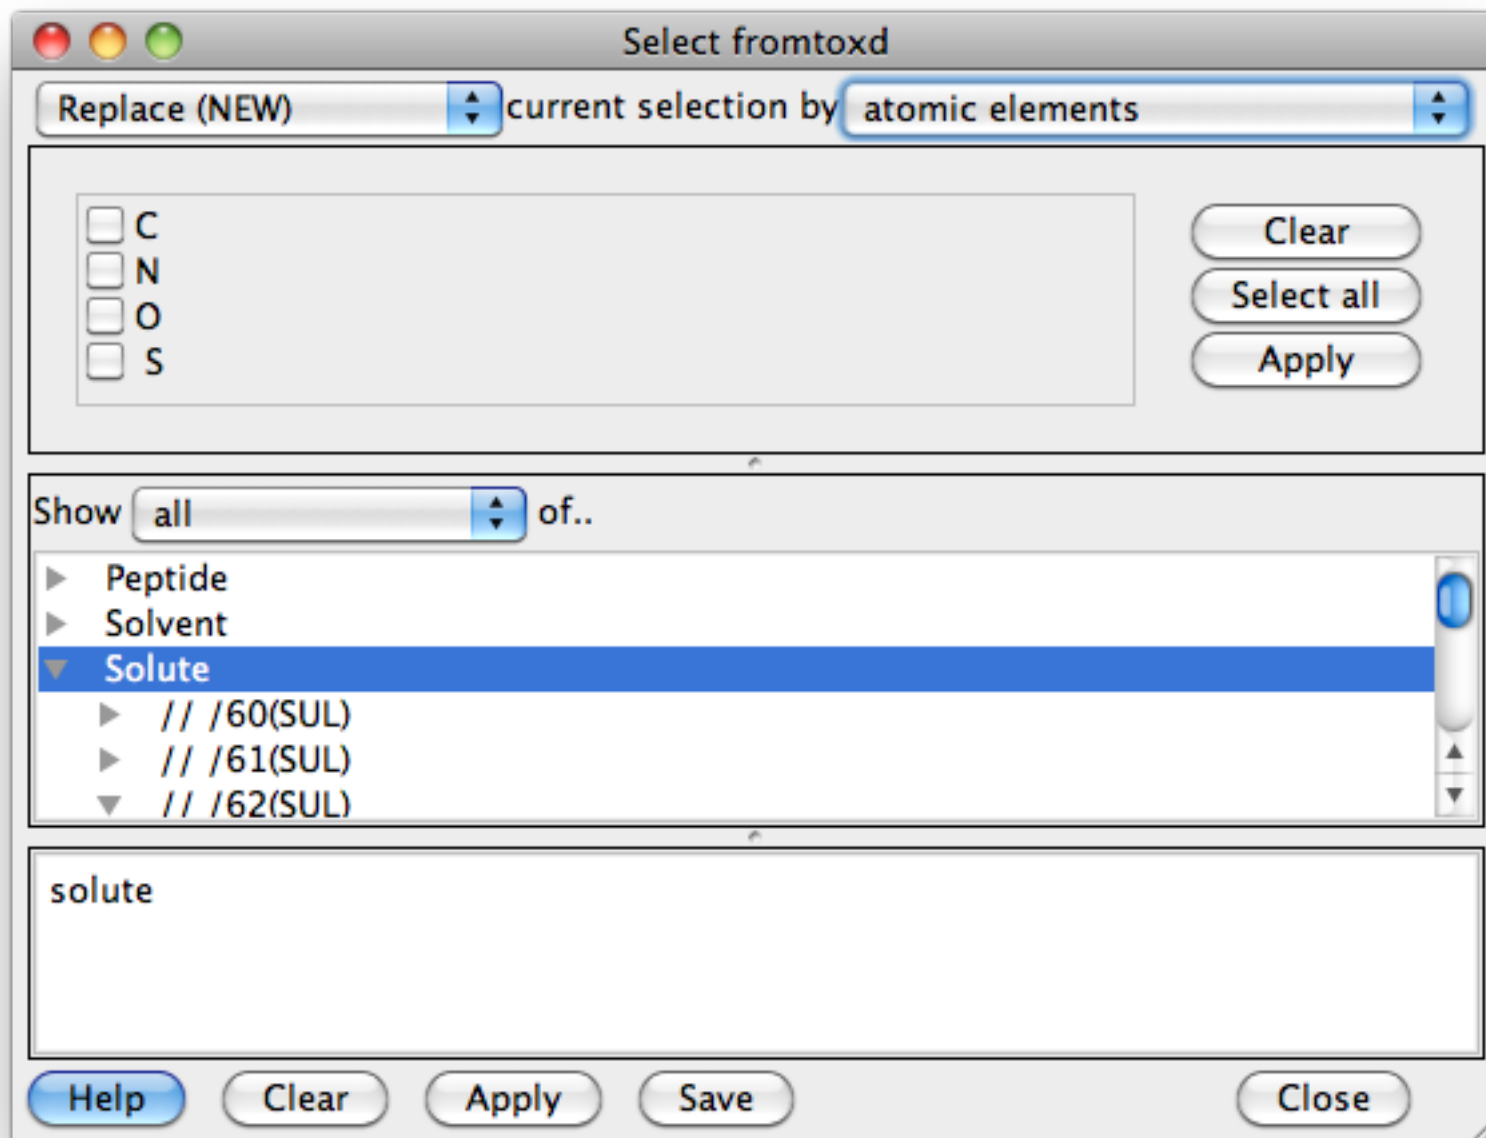 Select fromtoxd
Replace (NEW) current selection by atomic elements
C
N
O
S
Clear
Select all
Apply
Show all of..
Peptide
Solvent
Solute
// /60(SUL)
// /61(SUL)
// /62(SUL)
solute
Help Clear Apply Save Close